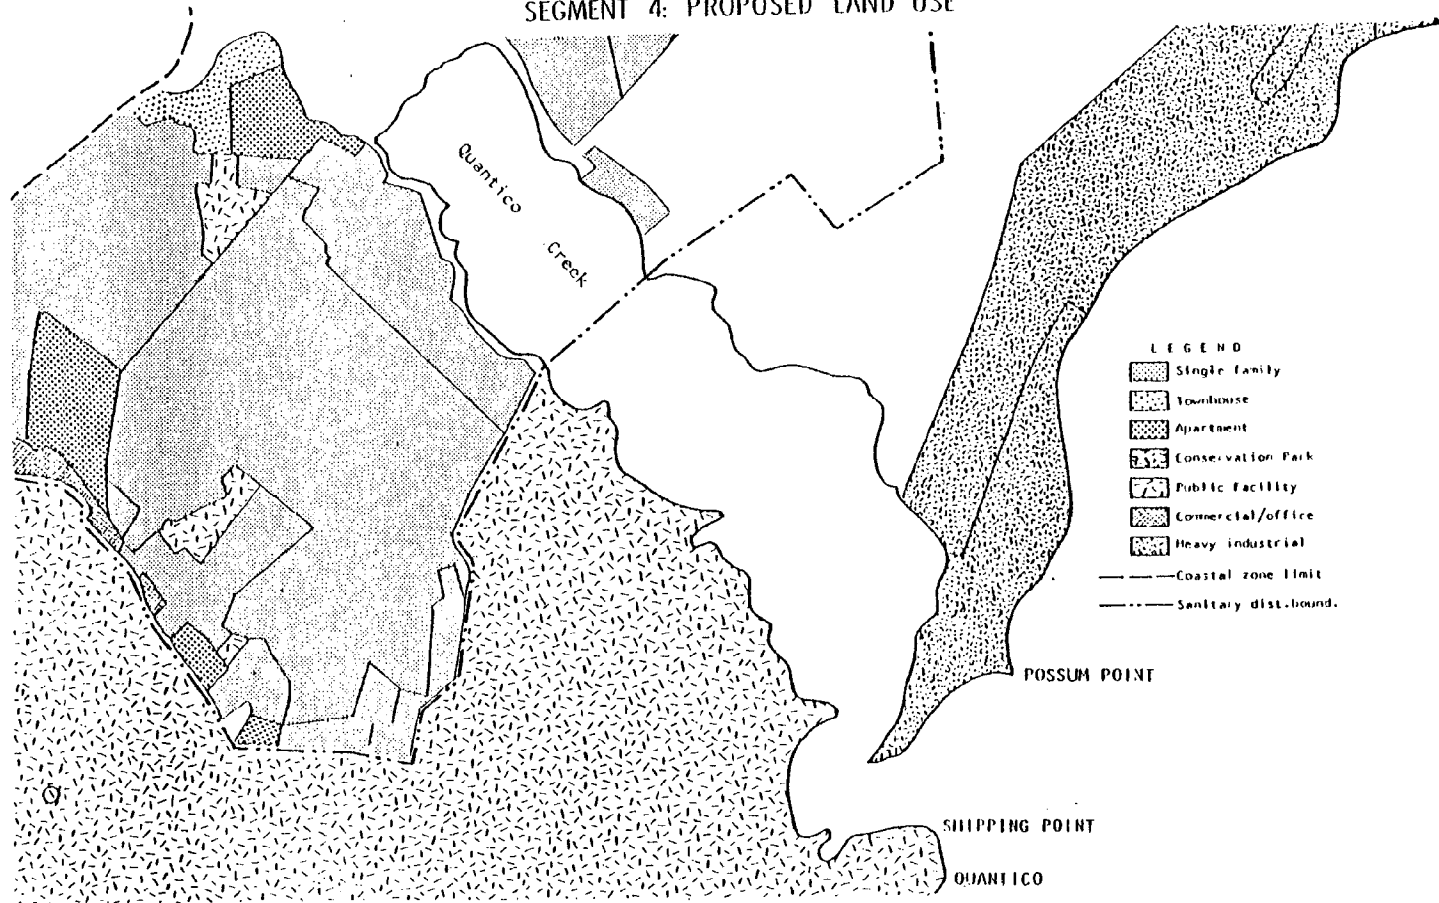 SEGMENT 4: PROPOSED LAND USE
Quantico
Creek
LEGEND
Single family
Townhouse
Apartment
Conservation Park
Public facility
Commercial/office
Heavy industrial
Coastal zone limit
Sanitary dist.bound.
POSSUM POINT
SHIPPING POINT
QUANTICO